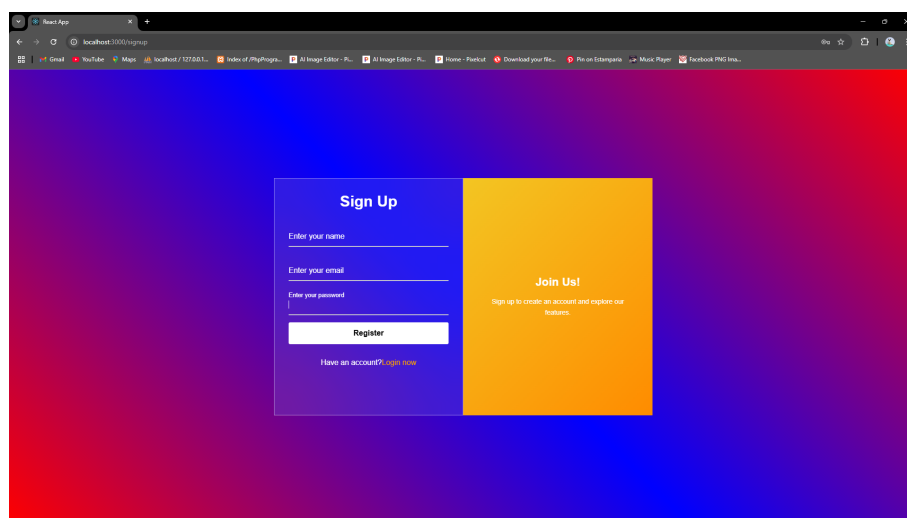 React App
localhost:3000/signup
Gmail YouTube Maps localhost / 127.0.0.1... Index of /PhpProgra... AI Image Editor - Pi... AI Image Editor - Pi... Home - Pixelcut Download your file... Pin on Estamparia Music Player Facebook PNG Ima...
Sign Up
Enter your name
Enter your email
Enter your password
Register
Have an account?Login now
Join Us!
Sign up to create an account and explore our
features.